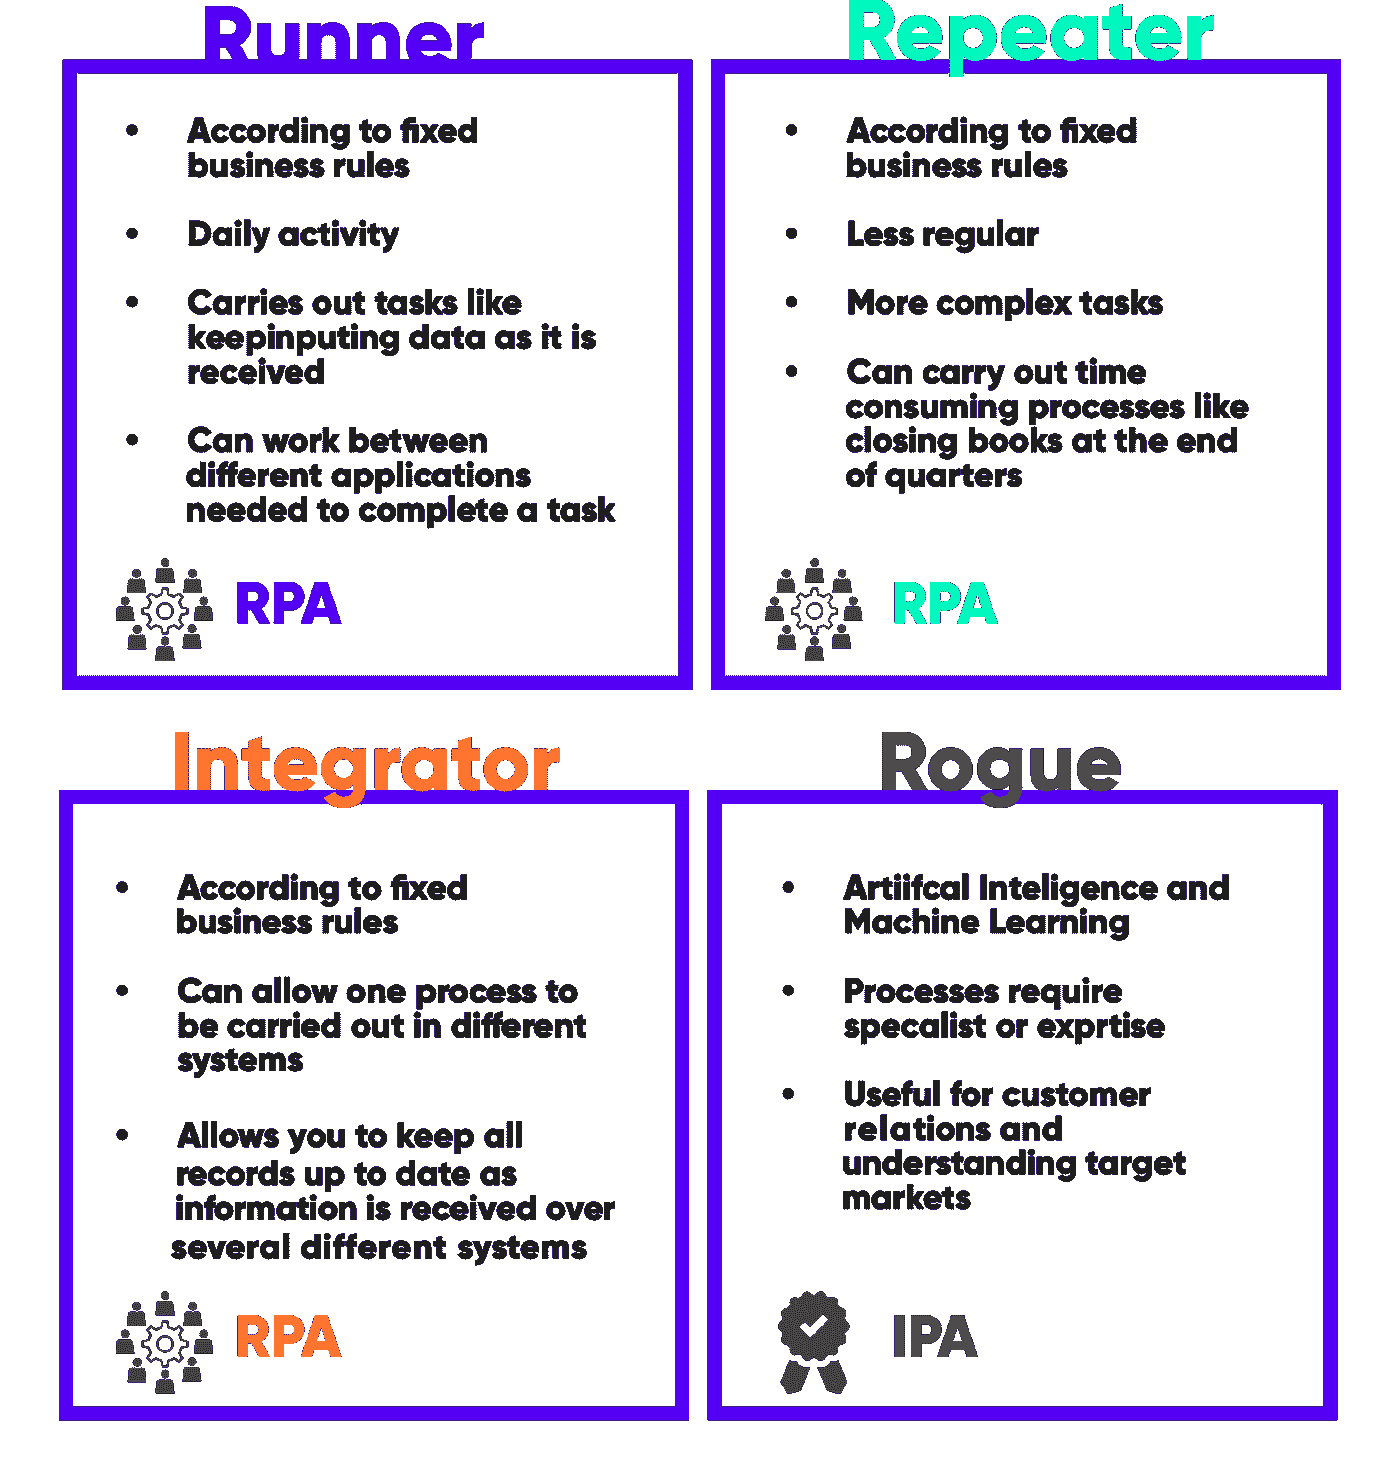 Runner
• According to fixed
business rules
• Daily activity
• Carries out tasks like
keepinputing data as it is
received
• Can work between
different applications
needed to complete a task
RPA
Repeater
• According to fixed
business rules
• Less regular
• More complex tasks
• Can carry out time
consuming processes like
closing books at the end
of quarters
RPA
Integrator
• According to fixed
business rules
• Can allow one process to
be carried out in different
systems
• Allows you to keep all
records up to date as
information is received over
several different systems
RPA
Rogue
• Artiifcal Inteligence and
Machine Learning
• Processes require
specalist or exprtise
• Useful for customer
relations and
understanding target
markets
IPA